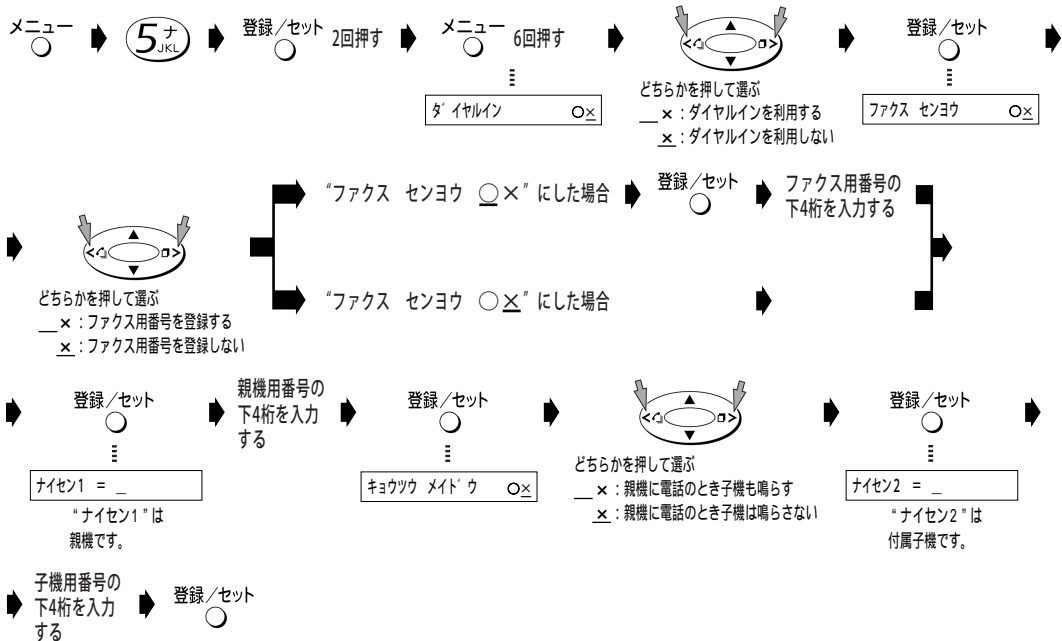 メニュー
5ナJKL
登録／セット
2回押す
メニュー
6回押す
ダイヤルイン ○×
どちらかを押して選ぶ
__×：ダイヤルインを利用する
×：ダイヤルインを利用しない
登録／セット
ファクス センヨウ ○×
どちらかを押して選ぶ
__×：ファクス用番号を登録する
×：ファクス用番号を登録しない
“ファクス センヨウ ○×”にした場合
登録／セット
ファクス用番号の
下4桁を入力する
“ファクス センヨウ ○×”にした場合
登録／セット
ナイセン1 = _
“ナイセン1”は
親機です。
親機用番号の
下4桁を入力
する
登録／セット
キョウツウ メイドウ ○×
どちらかを押して選ぶ
__×：親機に電話のとき子機も鳴らす
×：親機に電話のとき子機は鳴らさない
登録／セット
ナイセン2 = _
“ナイセン2”は
付属子機です。
子機用番号の
下4桁を入力
する
登録／セット